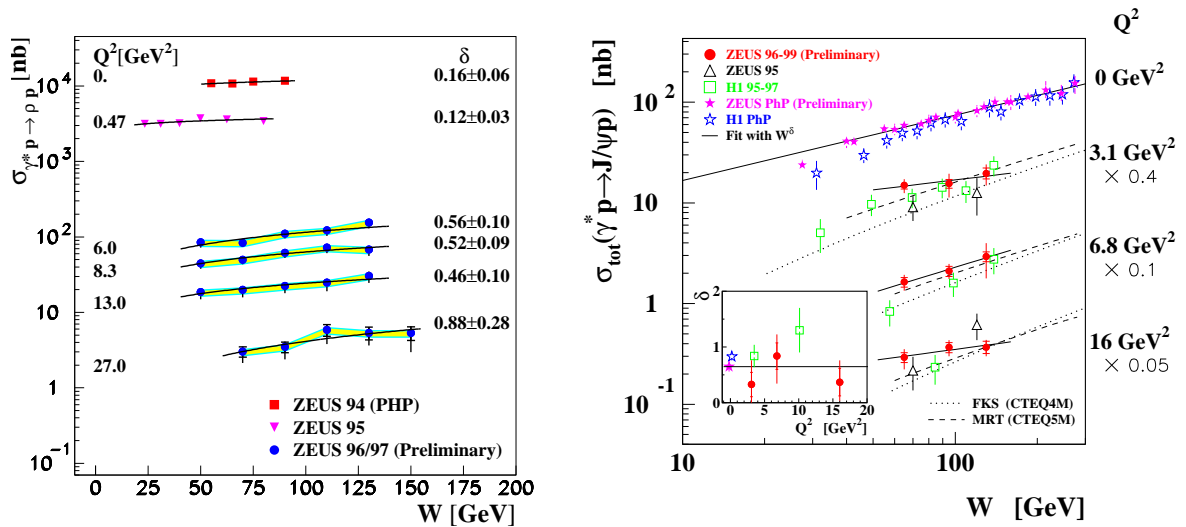 Q²[GeV²] δ
0. 0.16±0.06
0.47 0.12±0.03
6.0 0.56±0.10
8.3 0.52±0.09
13.0 0.46±0.10
27.0 0.88±0.28
σγ* p → ρ p [nb]
10⁴
10³
10²
10
1
10⁻¹
ZEUS 94 (PHP)
ZEUS 95
ZEUS 96/97 (Preliminary)
0 25 50 75 100 125 150 175 200
W [GeV]
σtot(γ* p→J/ψp) [nb]
10²
10
1
10⁻¹
ZEUS 96-99 (Preliminary)
ZEUS 95
H1 95-97
ZEUS PhP (Preliminary)
H1 PhP
Fit with Wδ
Q²
0 GeV²
3.1 GeV²
× 0.4
6.8 GeV²
× 0.1
16 GeV²
× 0.05
δ
2
1
0
0 5 10 15 20
Q² [GeV²]
FKS (CTEQ4M)
MRT (CTEQ5M)
10 100
W [GeV]